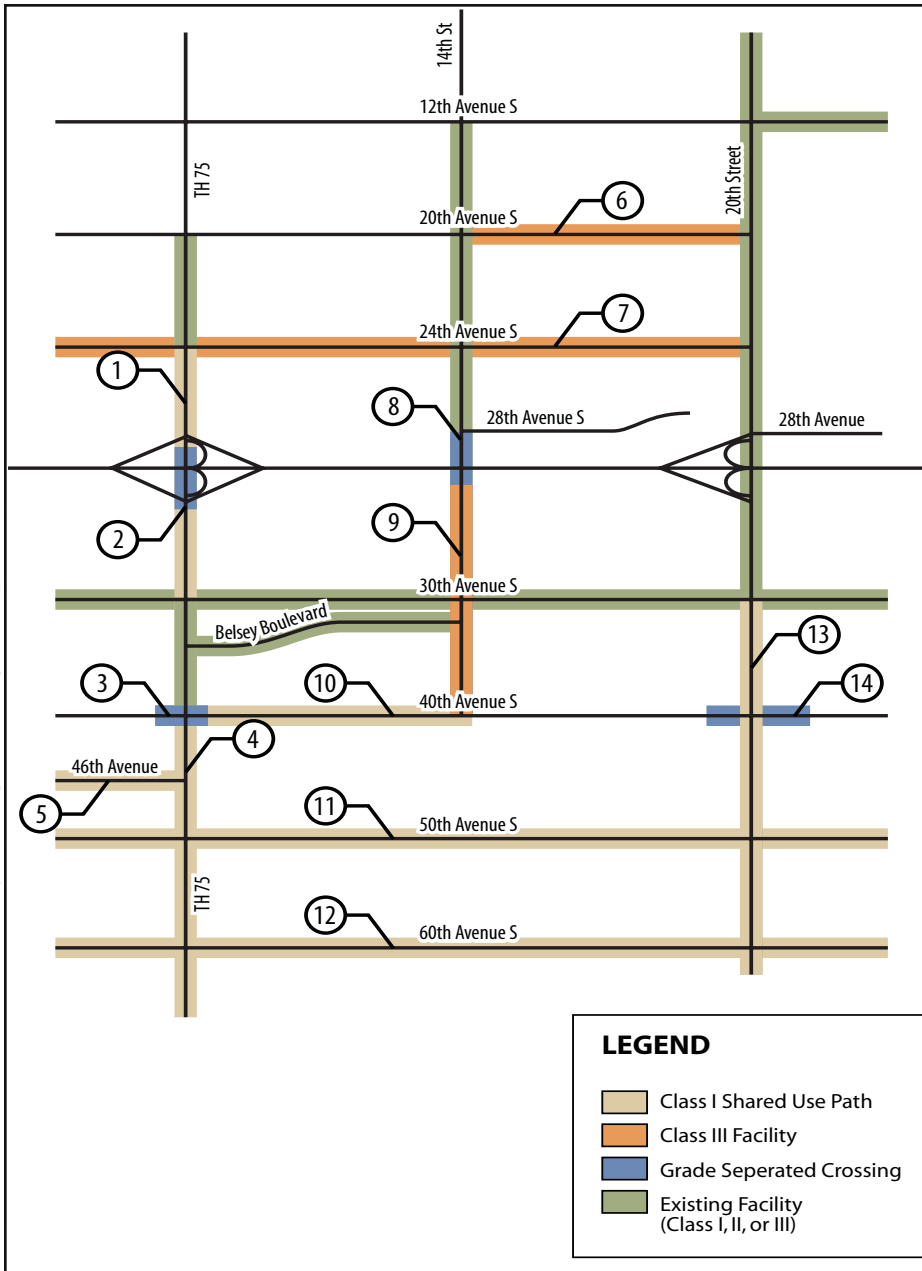 14th St
12th Avenue S
TH 75
20th Street
6
20th Avenue S
7
24th Avenue S
1
8
28th Avenue S
28th Avenue
2
9
30th Avenue S
Belsey Boulevard
13
3
10
14
40th Avenue S
4
46th Avenue
5
11
50th Avenue S
TH 75
12
60th Avenue S
LEGEND
Class I Shared Use Path
Class III Facility
Grade Seperated Crossing
Existing Facility
(Class I, II, or III)